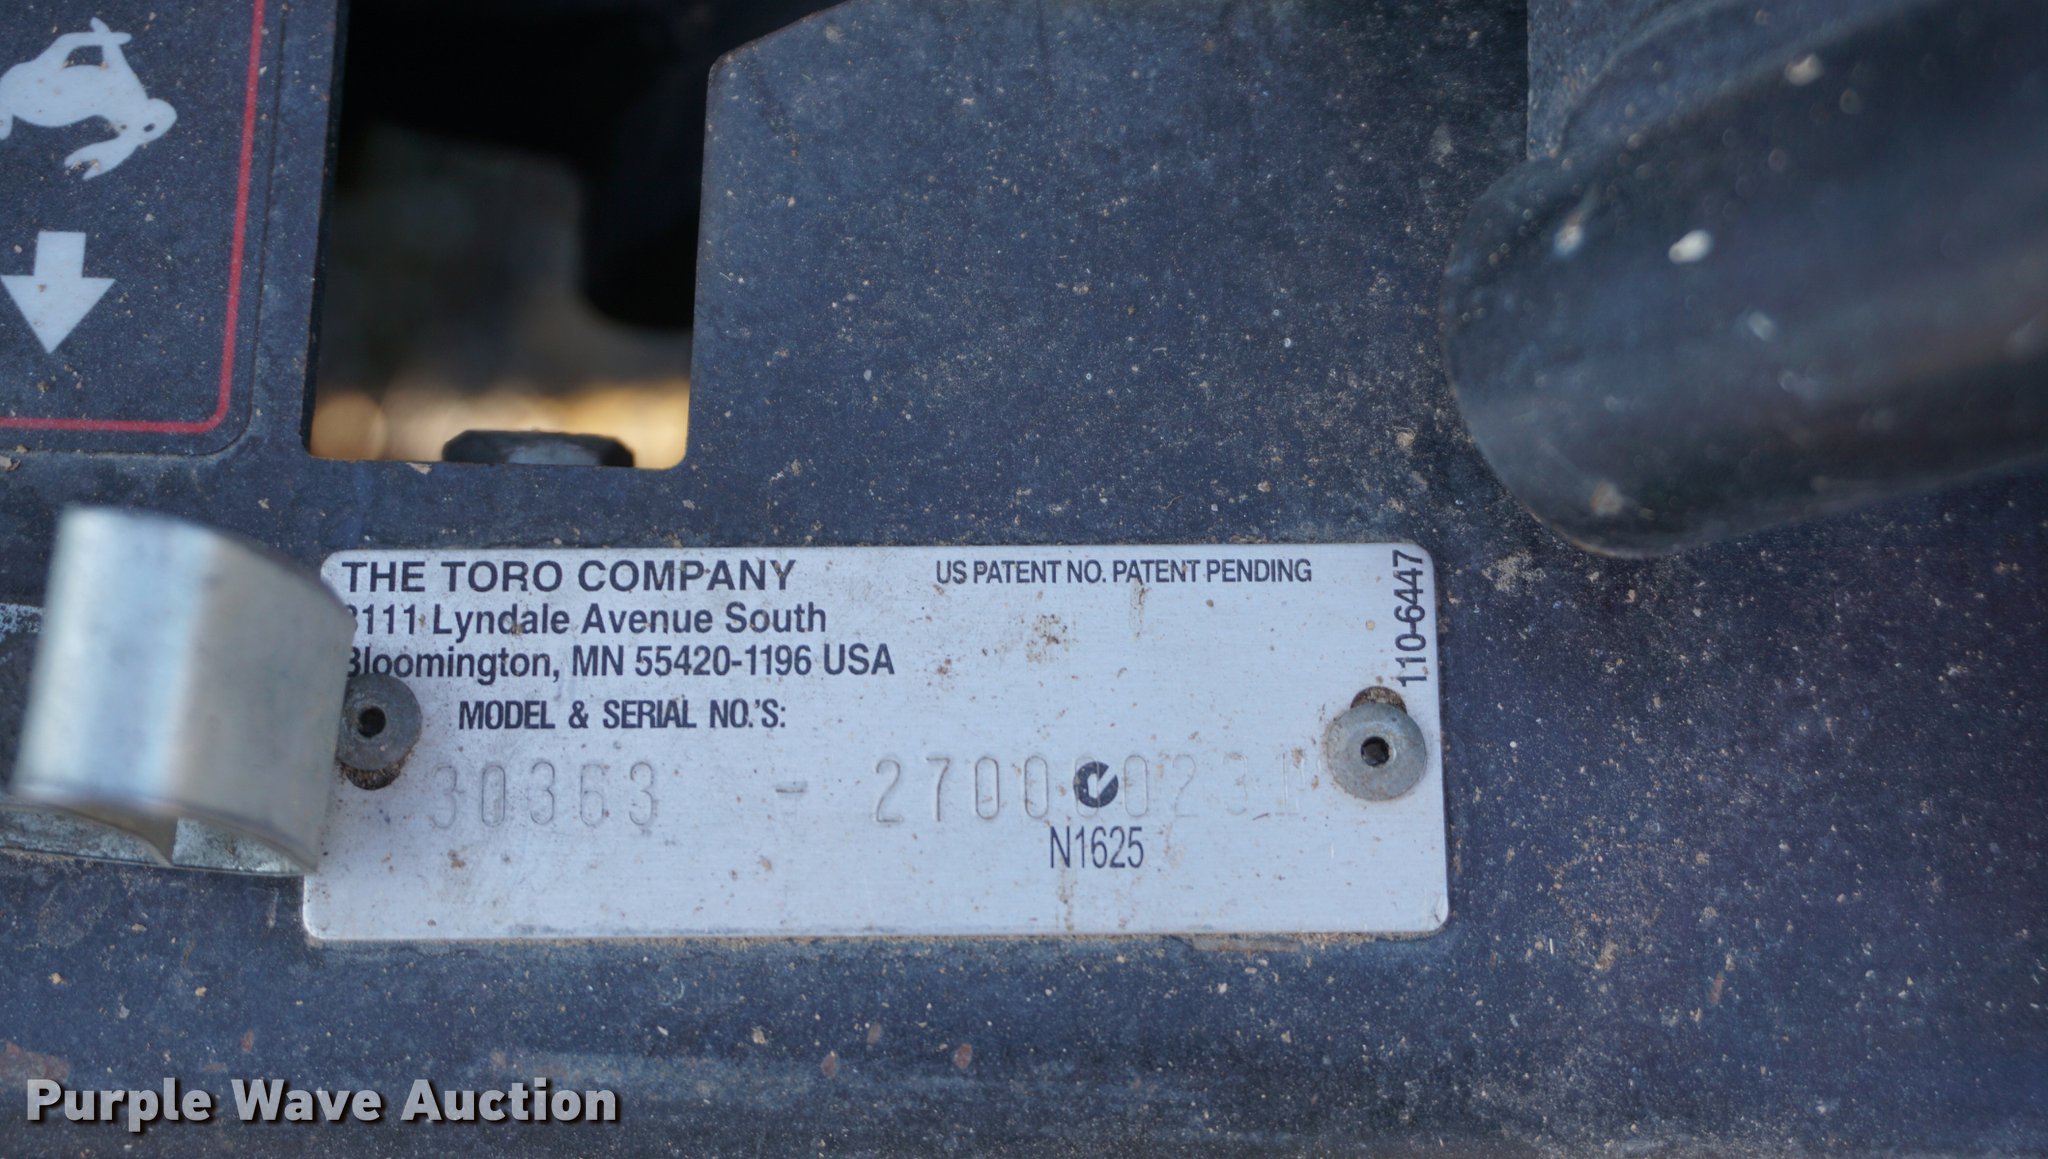 THE TORO COMPANY
8111 Lyndale Avenue South
Bloomington, MN 55420-1196 USA
MODEL & SERIAL NO.'S:
US PATENT NO. PATENT PENDING
110-6447
30363 - 270000231
N1625
Purple Wave Auction